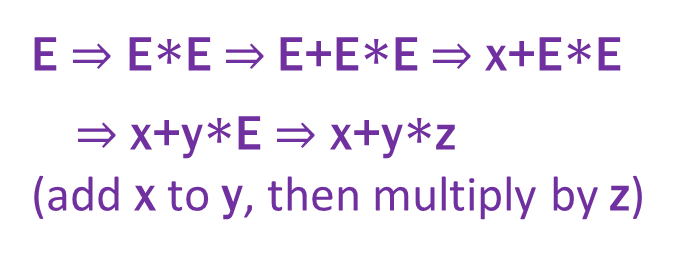 E ⇒ E*E ⇒ E+E*E ⇒ x+E*E
⇒ x+y*E ⇒ x+y*z
(add x to y, then multiply by z)